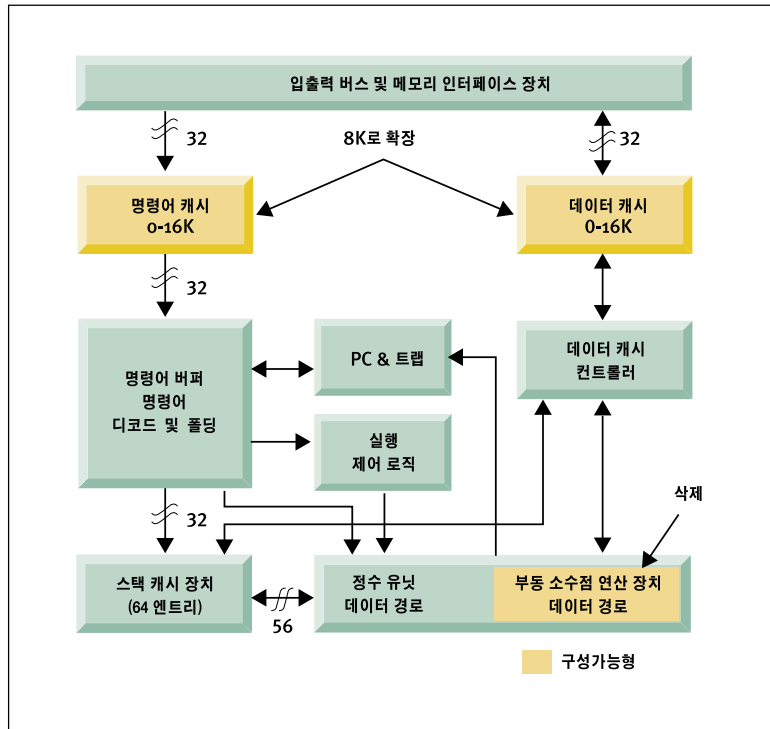 입출력 버스 및 메모리 인터페이스 장치
32
8K로 확장
32
명령어 캐시
0-16K
데이터 캐시
0-16K
32
명령어 버퍼
명령어
디코드 및 폴딩
PC & 트랩
데이터 캐시
컨트롤러
실행
제어 로직
삭제
32
스택 캐시 장치
(64 엔트리)
56
정수 유닛
데이터 경로
부동 소수점 연산 장치
데이터 경로
구성가능형